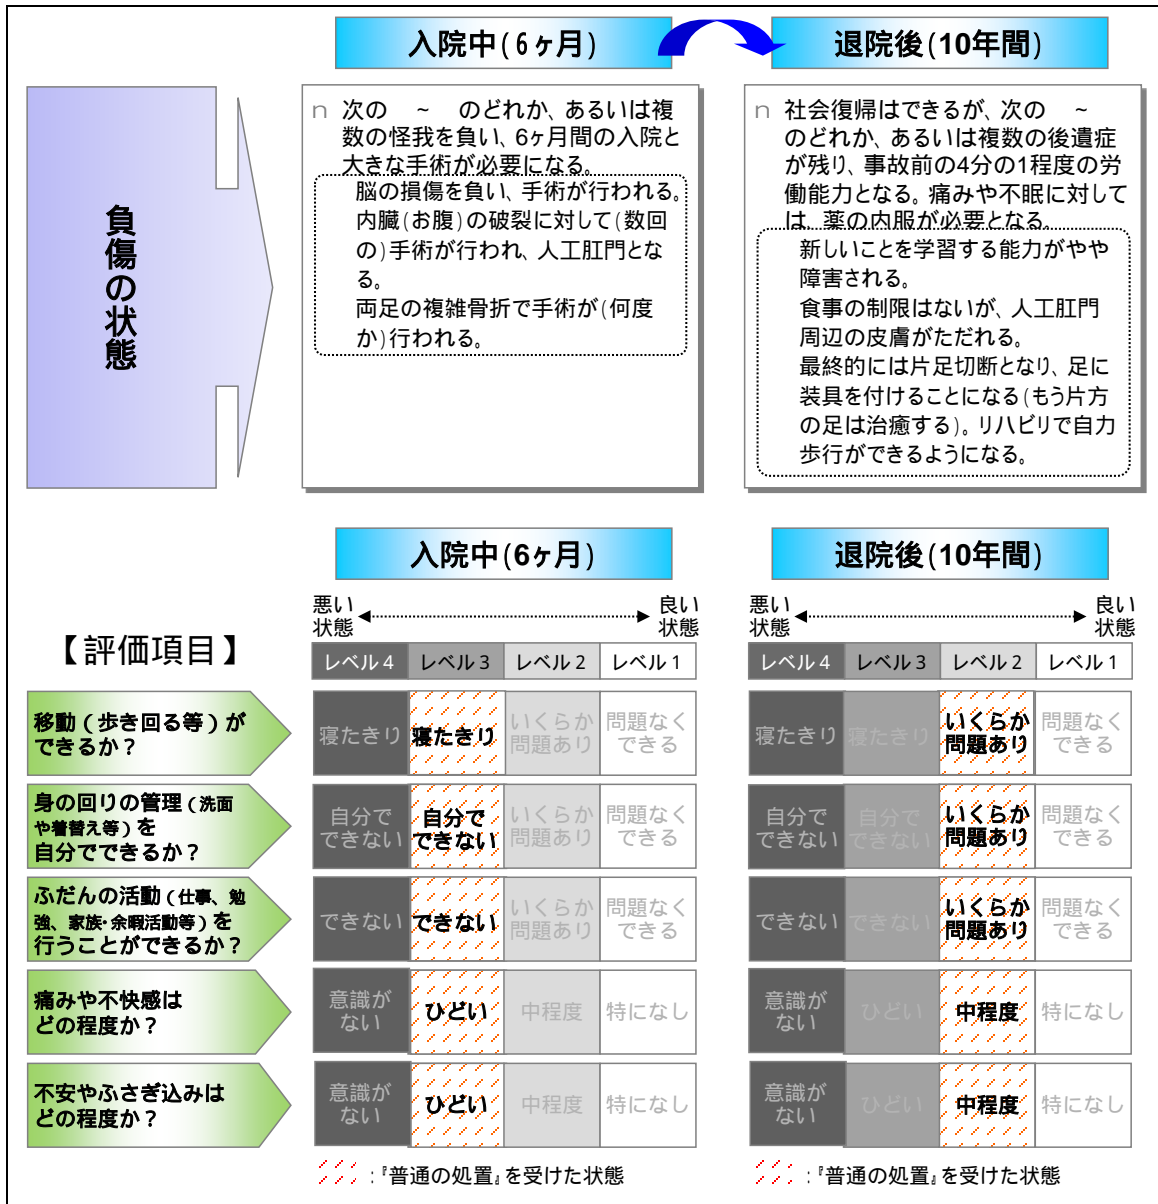 入院中(6ヶ月)
退院後(10年間)
負傷の状態
n 次の ～ のどれか、あるいは複
数の怪我を負い、6ヶ月間の入院と
大きな手術が必要になる。
脳の損傷を負い、手術が行われる。
内臓(お腹)の破裂に対して(数回
の)手術が行われ、人工肛門とな
る。
両足の複雑骨折で手術が(何度
か)行われる。
n 社会復帰はできるが、次の ～
のどれか、あるいは複数の後遺症
が残り、事故前の4分の1程度の労
働能力となる。痛みや不眠に対して
は、薬の内服が必要となる。
新しいことを学習する能力がやや
障害される。
食事の制限はないが、人工肛門
周辺の皮膚がただれる。
最終的には片足切断となり、足に
装具を付けることになる(もう片方
の足は治癒する)。リハビリで自力
歩行ができるようになる。
入院中(6ヶ月)
退院後(10年間)
悪い
状態
良い
状態
悪い
状態
良い
状態
【評価項目】
レベル4 レベル3 レベル2 レベル1
レベル4 レベル3 レベル2 レベル1
移動(歩き回る等)が
できるか?
寝たきり 寝たきり いくらか
問題あり 問題なく
できる
寝たきり 寝たきり いくらか
問題あり 問題なく
できる
身の回りの管理(洗面
や着替え等)を
自分でできるか?
自分で
できない 自分で
できない いくらか
問題あり 問題なく
できる
自分で
できない 自分で
できない いくらか
問題あり 問題なく
できる
ふだんの活動(仕事、勉
強、家族・余暇活動等)を
行うことができるか?
できない できない いくらか
問題あり 問題なく
できる
できない できない いくらか
問題あり 問題なく
できる
痛みや不快感は
どの程度か?
意識が
ない ひどい 中程度 特になし
意識が
ない ひどい 中程度 特になし
不安やふさぎ込みは
どの程度か?
意識が
ない ひどい 中程度 特になし
意識が
ない ひどい 中程度 特になし
:『普通の処置』を受けた状態
:『普通の処置』を受けた状態